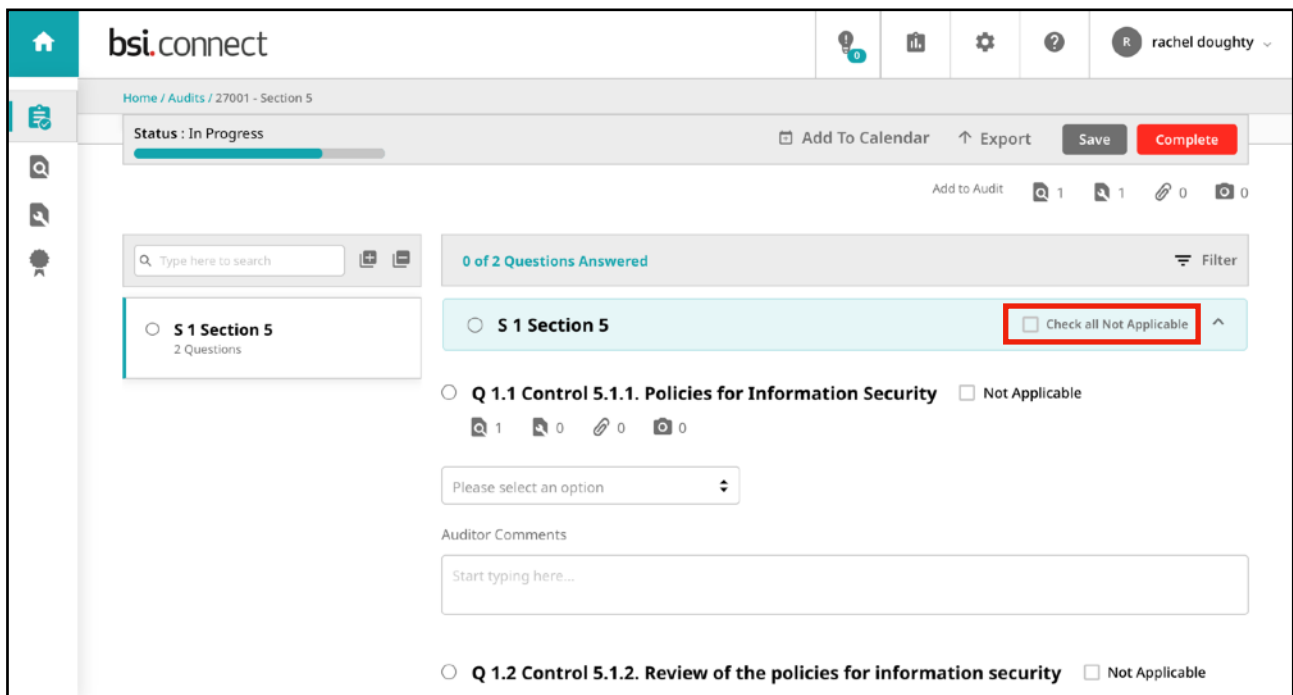 bsi.connect
0
R rachel doughty
Home / Audits / 27001 - Section 5
Status : In Progress
Add To Calendar
Export
Save
Complete
Add to Audit 1 1 0 0
Type here to search
0 of 2 Questions Answered
Filter
S 1 Section 5
2 Questions
S 1 Section 5
Check all Not Applicable
Q 1.1 Control 5.1.1. Policies for Information Security
Not Applicable
1 0 0 0
Please select an option
Auditor Comments
Start typing here...
Q 1.2 Control 5.1.2. Review of the policies for information security
Not Applicable